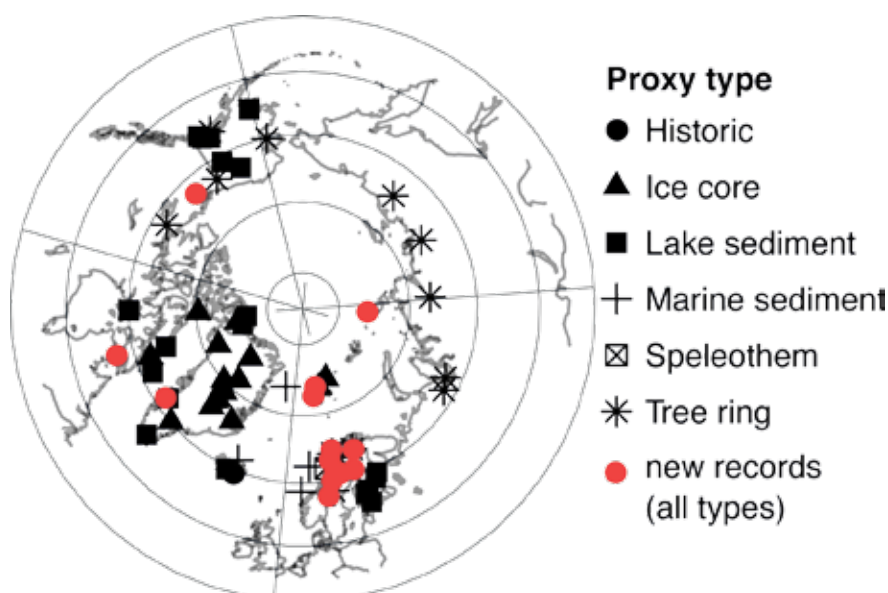 Proxy type
Historic
Ice core
Lake sediment
Marine sediment
Speleothem
Tree ring
new records
(all types)